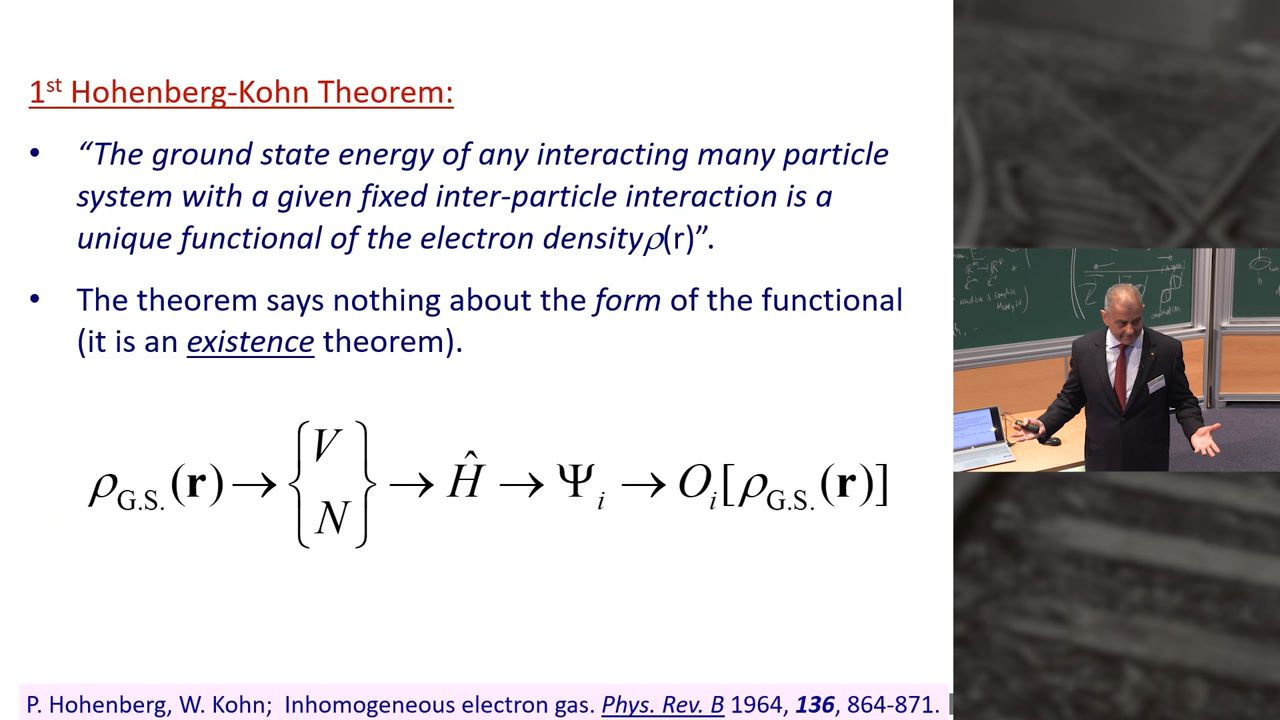 1st Hohenberg-Kohn Theorem:
• “The ground state energy of any interacting many particle
system with a given fixed inter-particle interaction is a
unique functional of the electron density ρ(r)”.
• The theorem says nothing about the form of the functional
(it is an existence theorem).
ρG.S.(r) → { V N } → Ĥ → Ψi → Oi[ρG.S.(r)]
P. Hohenberg, W. Kohn; Inhomogeneous electron gas. Phys. Rev. B 1964, 136, 864-871.